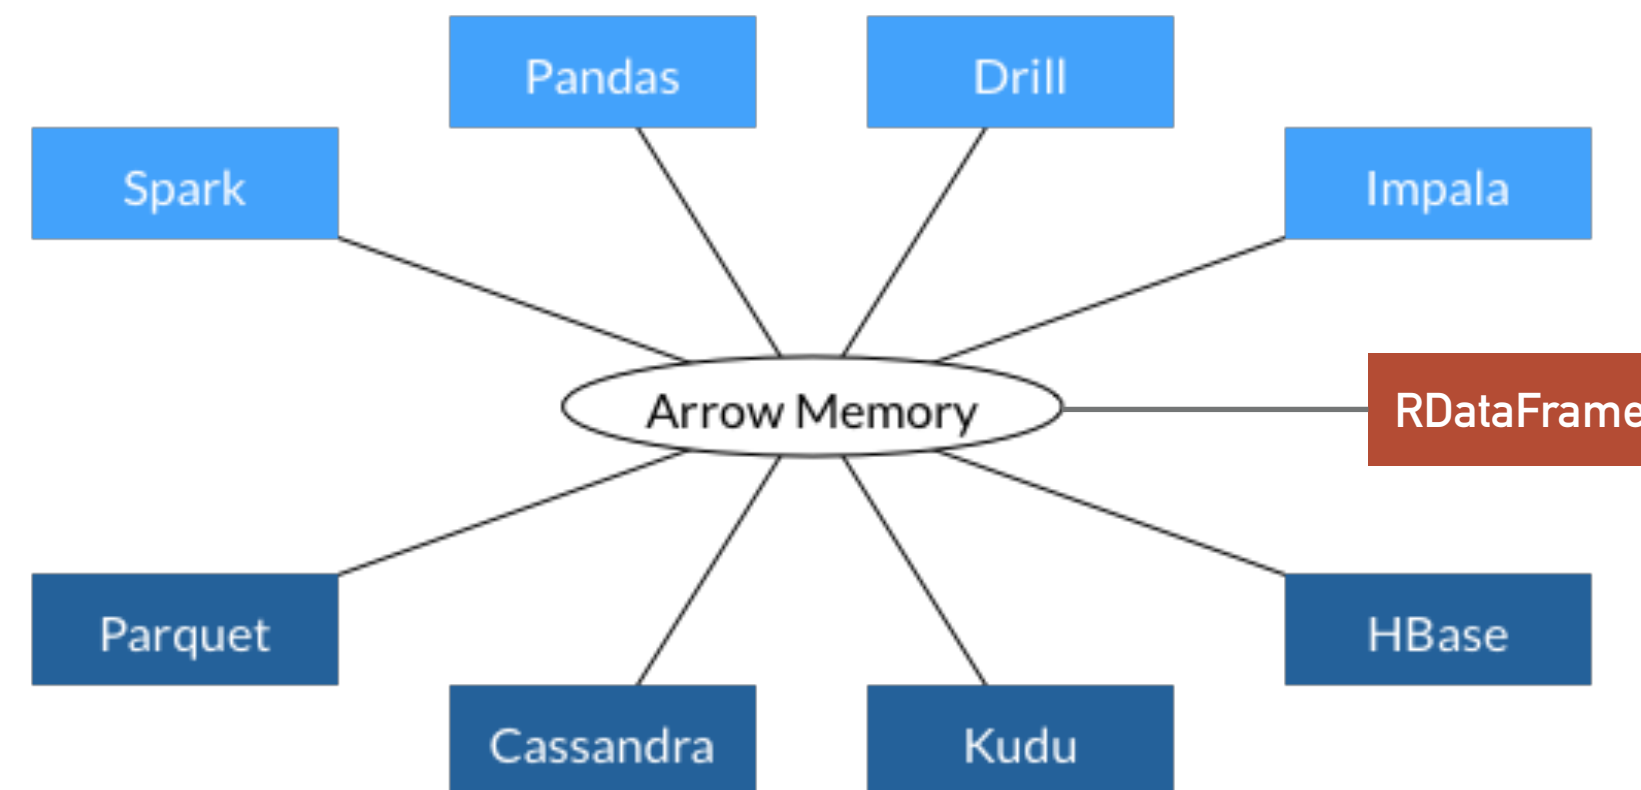 Pandas
Drill
Spark
Impala
Arrow Memory
RDataFrame
Parquet
HBase
Cassandra
Kudu